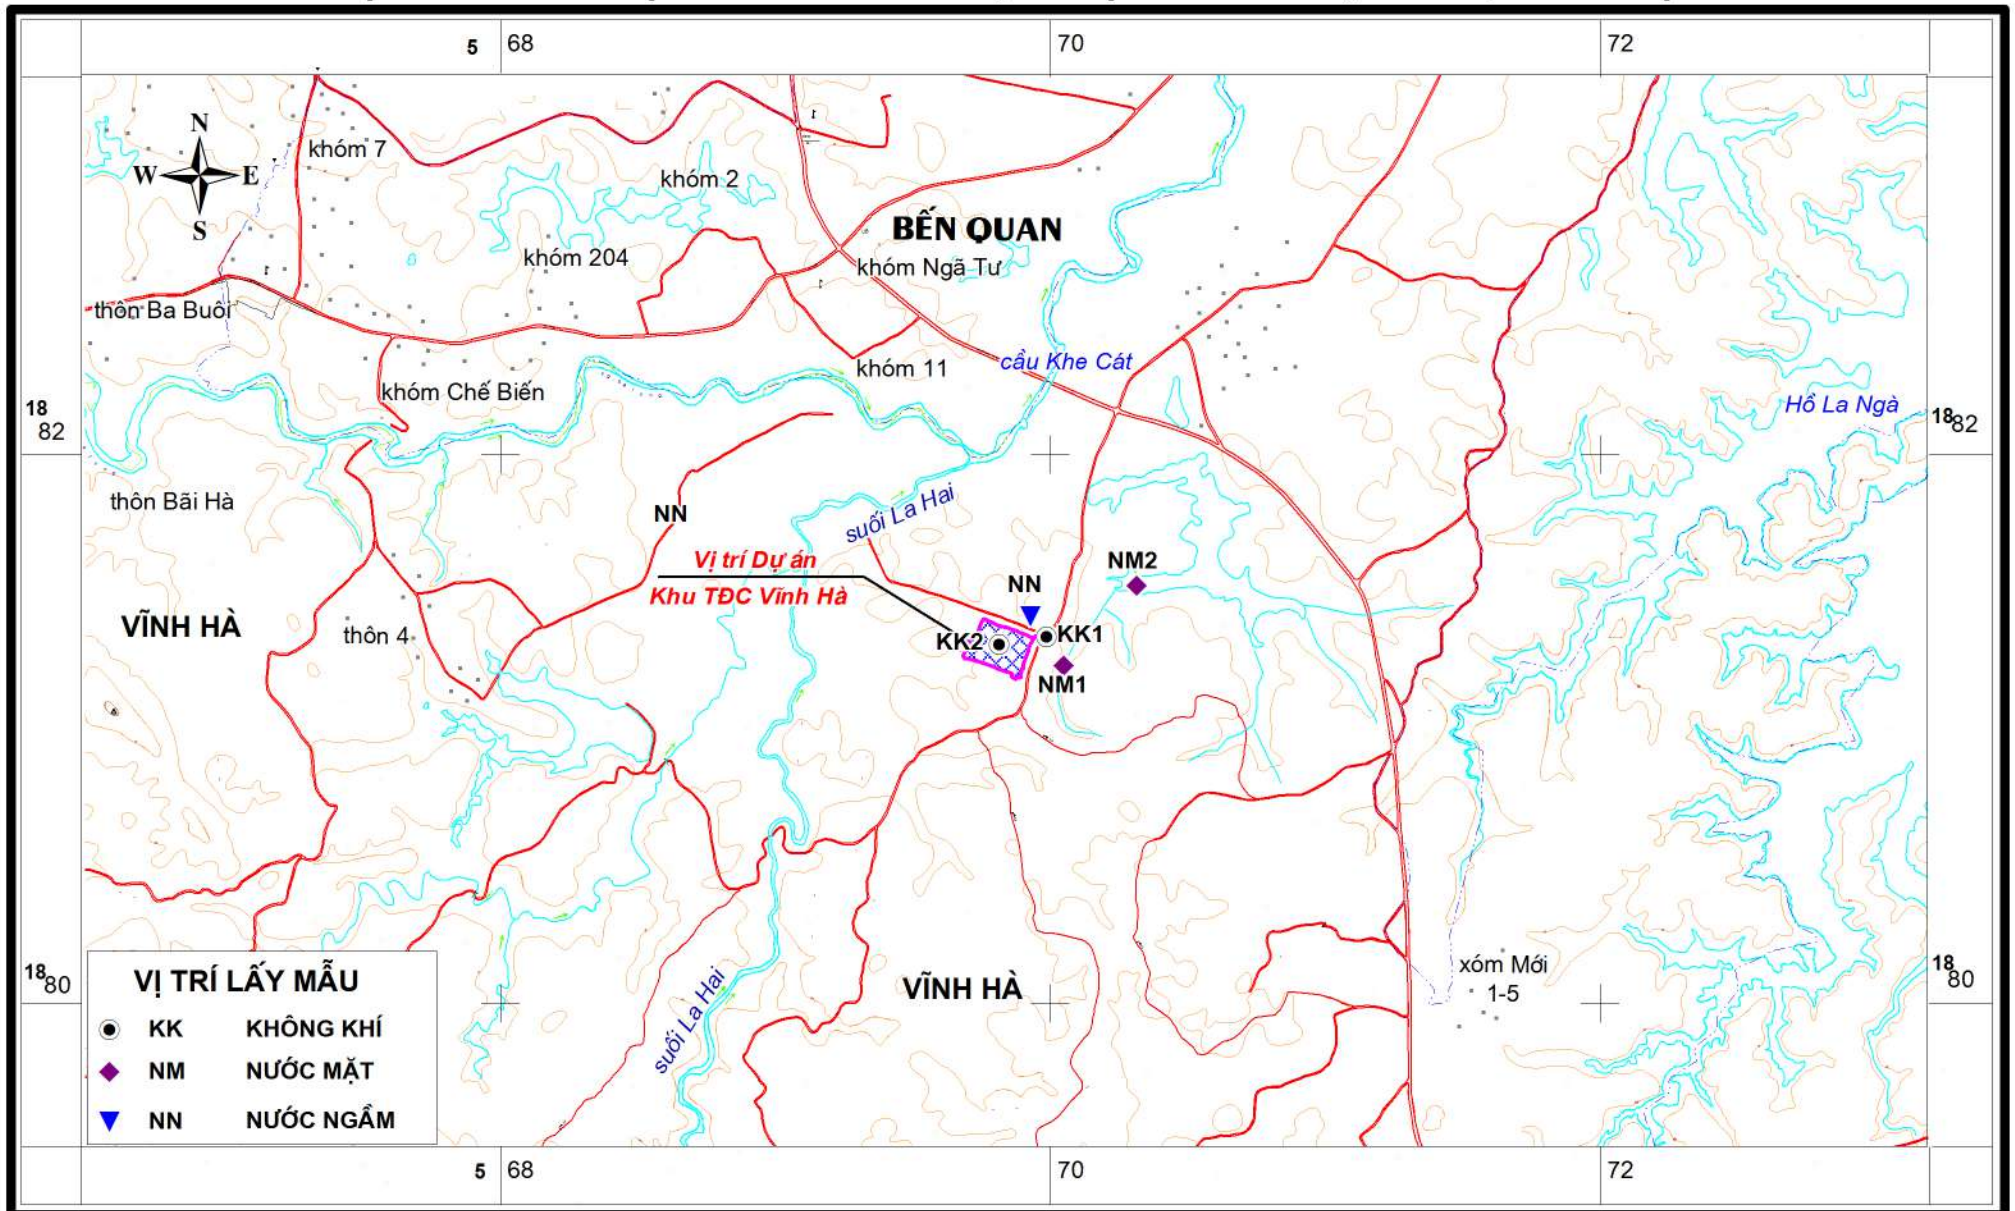 5 68 70 72
khóm 7
N
W E
S
khóm 2
BẾN QUAN
khóm Ngã Tư
khóm 204
thôn Ba Buôi
cầu Khe Cát
khóm 11
khóm Chế Biến
Hồ La Ngà
18 82
18 82
thôn Bãi Hà
suối La Hai
NN
Vị trí Dự án
Khu TĐC Vĩnh Hà
NN
NM2
VĨNH HÀ
thôn 4
KK2
KK1
NM1
xóm Mới
1-5
18 80
18 80
VĨNH HÀ
suối La Hai
VỊ TRÍ LẤY MẪU
KK KHÔNG KHÍ
NM NƯỚC MẶT
NN NƯỚC NGẦM
5 68 70 72